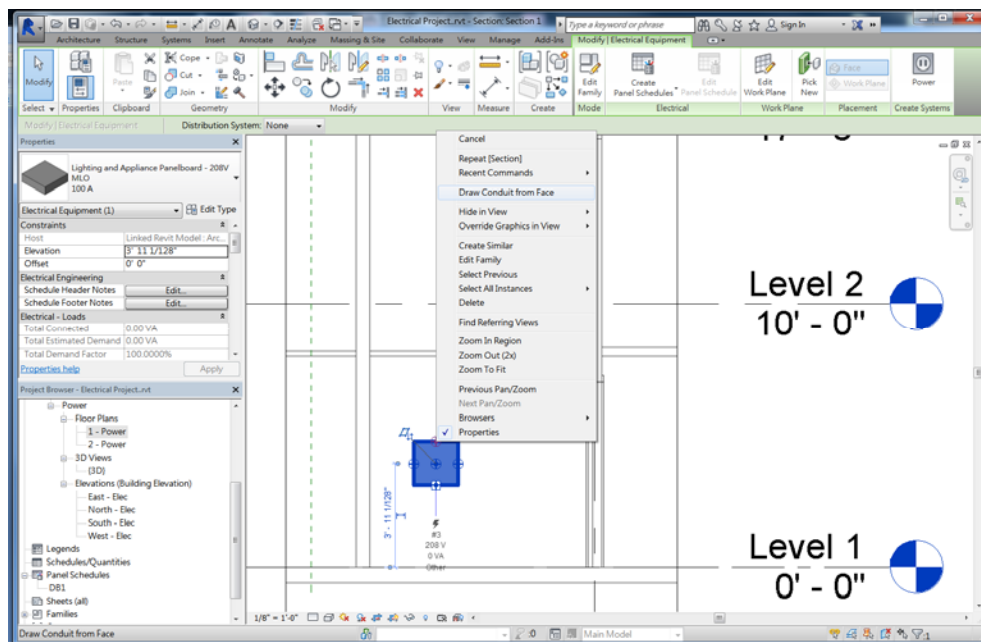 Electrical Project..rvt - Section: Section 1
Type a keyword or phrase
Sign In
Architecture Structure Systems Insert Annotate Analyze Massing & Site Collaborate View Manage Add-Ins Modify | Electrical Equipment
Modify
Paste
Cope
Cut
Join
Edit Family
Create Panel Schedules
Edit Panel Schedule
Edit Work Plane
Pick New
Face
Work Plane
Power
Select Properties Clipboard Geometry Modify View Measure Create Mode Electrical Work Plane Placement Create Systems
Modify | Electrical Equipment Distribution System: None
Properties
Lighting and Appliance Panelboard - 208V
MLO
100 A
Electrical Equipment (1) Edit Type
Constraints
Host Linked Revit Model : Arc...
Elevation 3' 11 1/128"
Offset 0' 0"
Electrical Engineering
Schedule Header Notes Edit...
Schedule Footer Notes Edit...
Electrical - Loads
Total Connected 0.00 VA
Total Estimated Demand 0.00 VA
Total Demand Factor 100.0000%
Properties help Apply
Project Browser - Electrical Project..rvt
Power
Floor Plans
1 - Power
2 - Power
3D Views
{3D}
Elevations (Building Elevation)
East - Elec
North - Elec
South - Elec
West - Elec
Legends
Schedules/Quantities
Panel Schedules
DB1
Sheets (all)
Families
Cancel
Repeat [Section]
Recent Commands
Draw Conduit from Face
Hide in View
Override Graphics in View
Create Similar
Edit Family
Select Previous
Select All Instances
Delete
Find Referring Views
Zoom In Region
Zoom Out (2x)
Zoom To Fit
Previous Pan/Zoom
Next Pan/Zoom
Browsers
Properties
Level 2
10' - 0"
3' - 11 1/128"
#3
208 V
0 VA
Other
Level 1
0' - 0"
1/8" = 1'-0"
Draw Conduit from Face
:0
Main Model